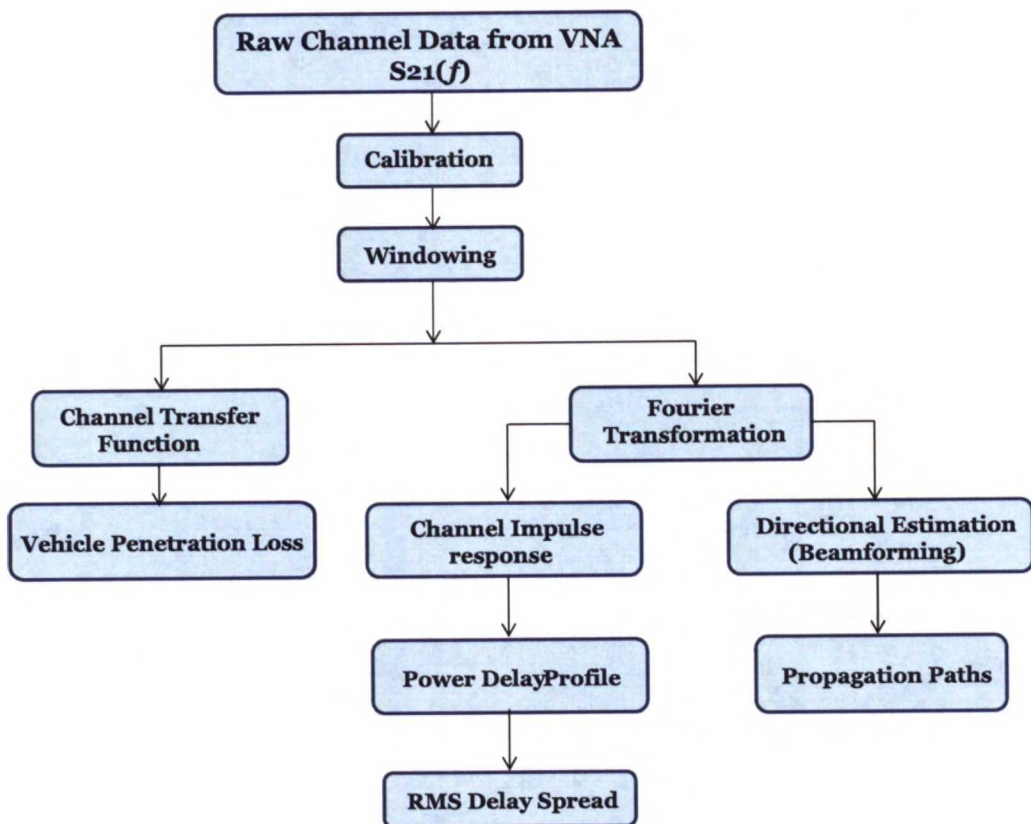 Raw Channel Data from VNA
S21(f)
Calibration
Windowing
Channel Transfer
Function
Vehicle Penetration Loss
Fourier
Transformation
Channel Impulse
response
Power DelayProfile
RMS Delay Spread
Directional Estimation
(Beamforming)
Propagation Paths